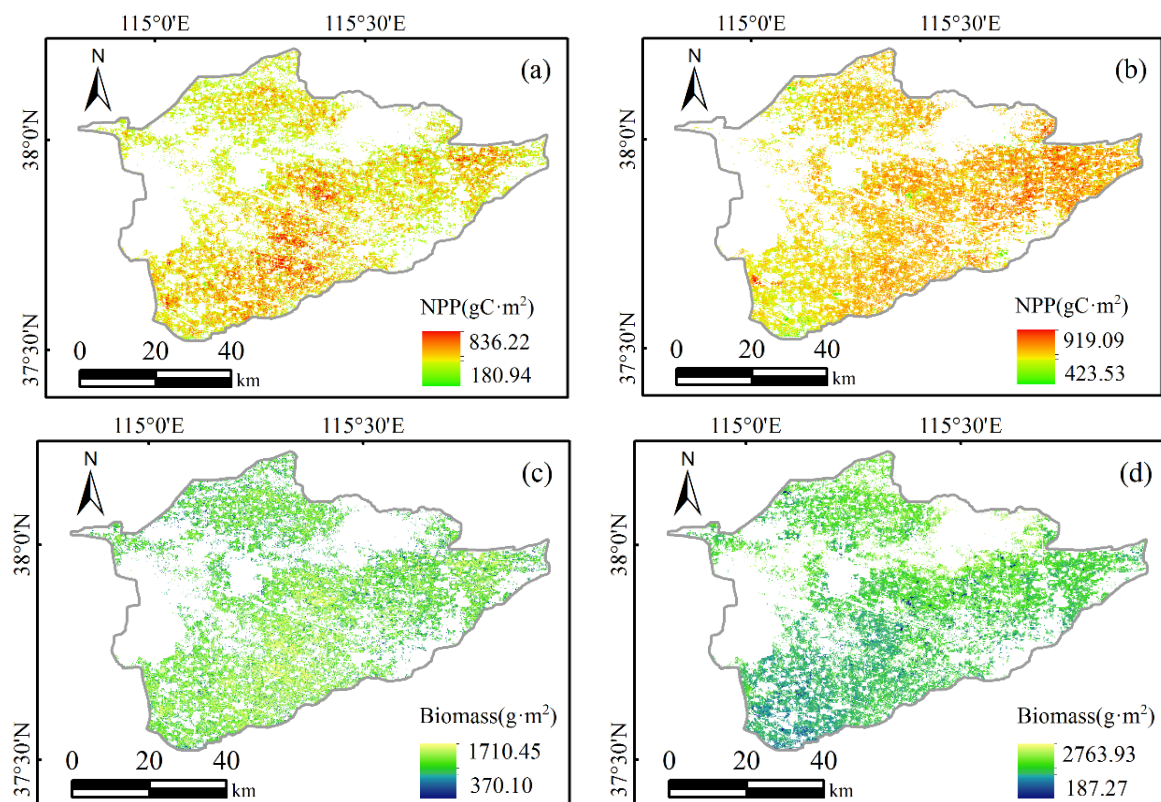 115°0'E 115°30'E
N
(a)
38°0'N
37°30'N
NPP(gC·m²)
836.22
180.94
0 20 40
km
115°0'E 115°30'E
N
(b)
38°0'N
37°30'N
NPP(gC·m²)
919.09
423.53
0 20 40
km
115°0'E 115°30'E
N
(c)
38°0'N
37°30'N
Biomass(g·m²)
1710.45
370.10
0 20 40
km
115°0'E 115°30'E
N
(d)
38°0'N
37°30'N
Biomass(g·m²)
2763.93
187.27
0 20 40
km